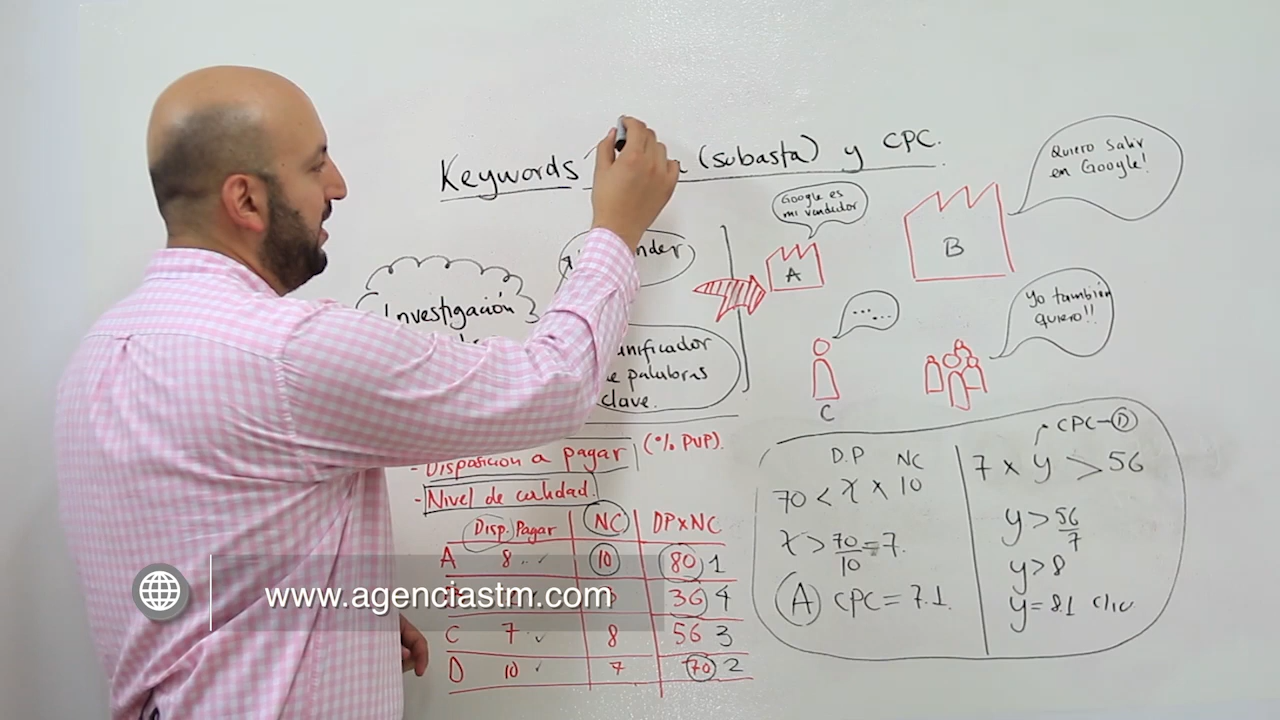 Keywords (subasta) y CPC.
Quiero salir
en Google!
Google es
mi vendedor
A
B
Investigación
Yo también
quiero!!
.....
C
unificador
palabras
clave.
- Disposición a pagar (% PVP).
- Nivel de calidad.
Disp. Pagar NC DPxNC
A 8 10 80 1
36 4
C 7 8 56 3
D 10 7 70 2
D.P NC
70 < x x 10
x > 70/10 = 7.
A CPC = 7.1.
CPC-D
7 x y > 56
y > 56/7
y > 8
y = 8.1 clic
www.agenciastm.com